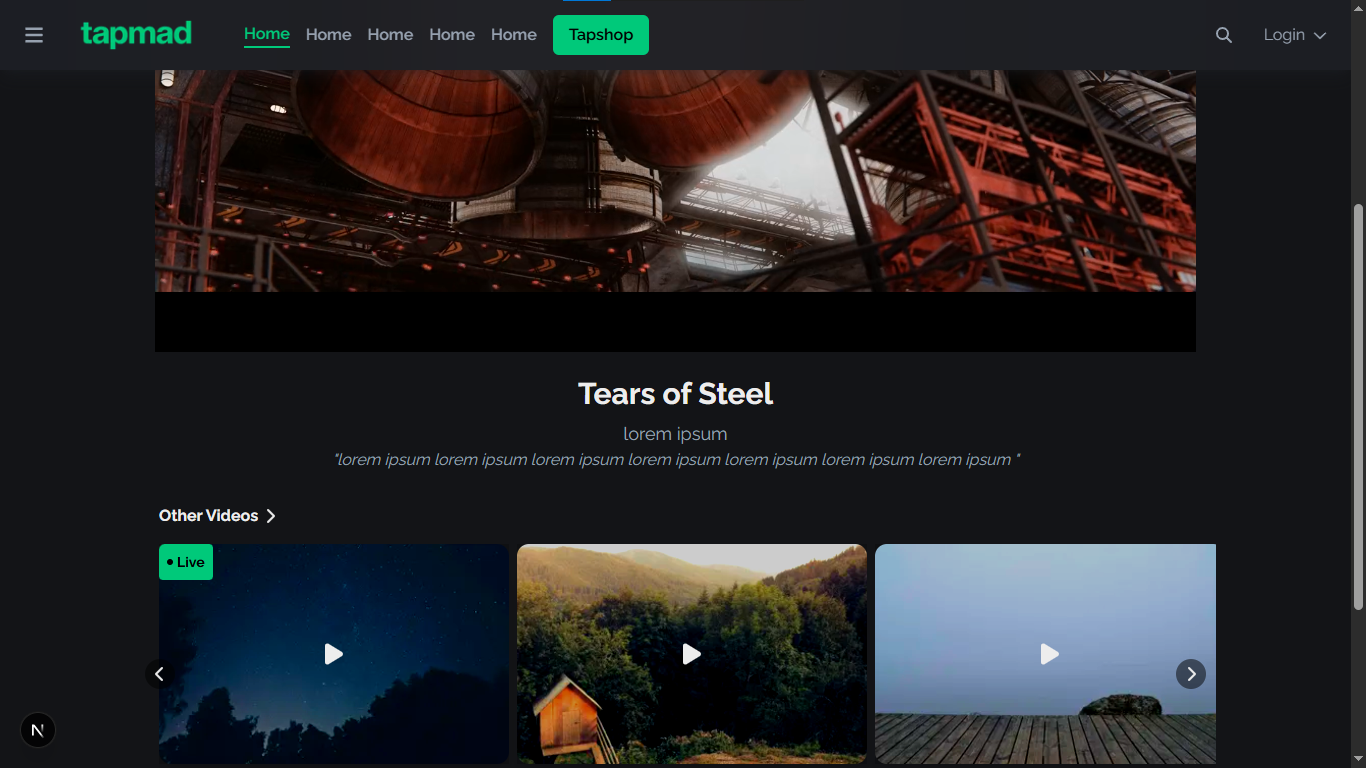 tapmad Home Home Home Home Home Tapshop Login
Tears of Steel
lorem ipsum
"lorem ipsum lorem ipsum lorem ipsum lorem ipsum lorem ipsum lorem ipsum lorem ipsum "
Other Videos
Live
N